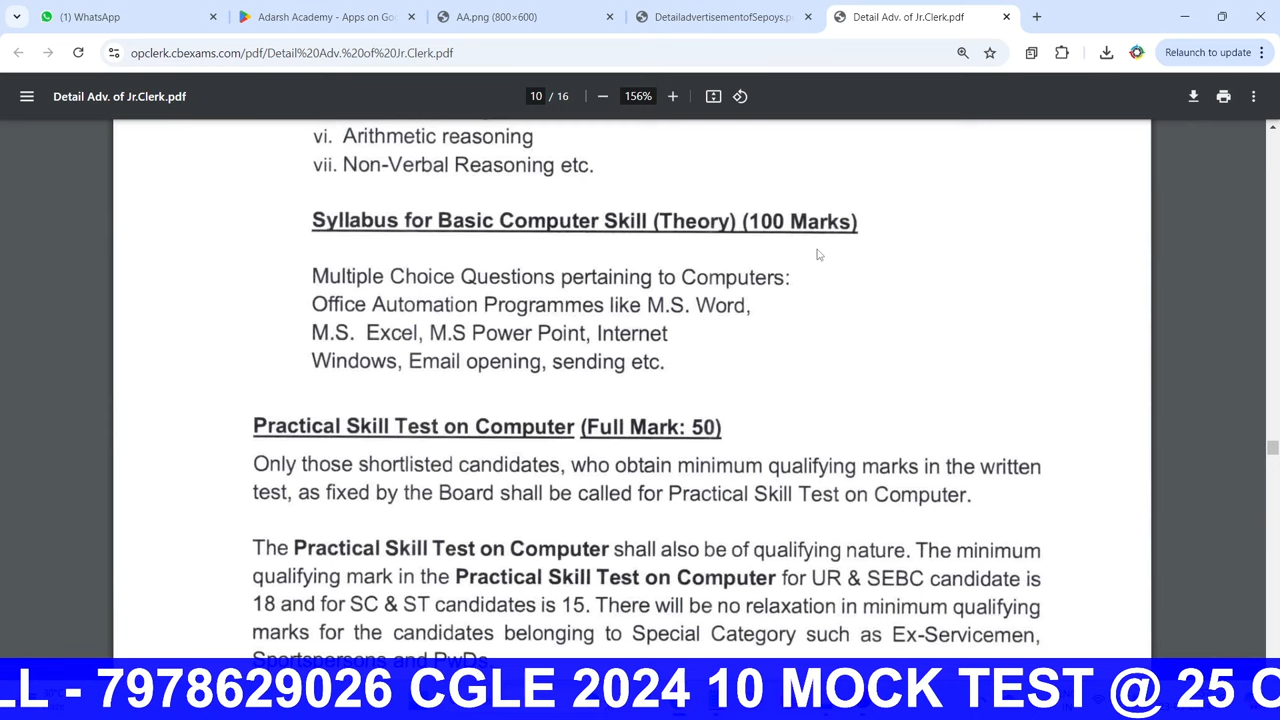 (1) WhatsApp
Adarsh Academy - Apps on Goo
AA.png (800×600)
DetailadvertisementofSepoys.p
Detail Adv. of Jr.Clerk.pdf
opclerk.cbexams.com/pdf/Detail%20Adv.%20of%20Jr.Clerk.pdf
Relaunch to update
Detail Adv. of Jr.Clerk.pdf
10 / 16
156%
vi. Arithmetic reasoning
vii. Non-Verbal Reasoning etc.
Syllabus for Basic Computer Skill (Theory) (100 Marks)
Multiple Choice Questions pertaining to Computers:
Office Automation Programmes like M.S. Word,
M.S. Excel, M.S Power Point, Internet
Windows, Email opening, sending etc.
Practical Skill Test on Computer (Full Mark: 50)
Only those shortlisted candidates, who obtain minimum qualifying marks in the written
test, as fixed by the Board shall be called for Practical Skill Test on Computer.
The Practical Skill Test on Computer shall also be of qualifying nature. The minimum
qualifying mark in the Practical Skill Test on Computer for UR & SEBC candidate is
18 and for SC & ST candidates is 15. There will be no relaxation in minimum qualifying
marks for the candidates belonging to Special Category such as Ex-Servicemen,
Sportspersons and PwDs.
LL - 7978629026 CGLE 2024 10 MOCK TEST @ 25 O